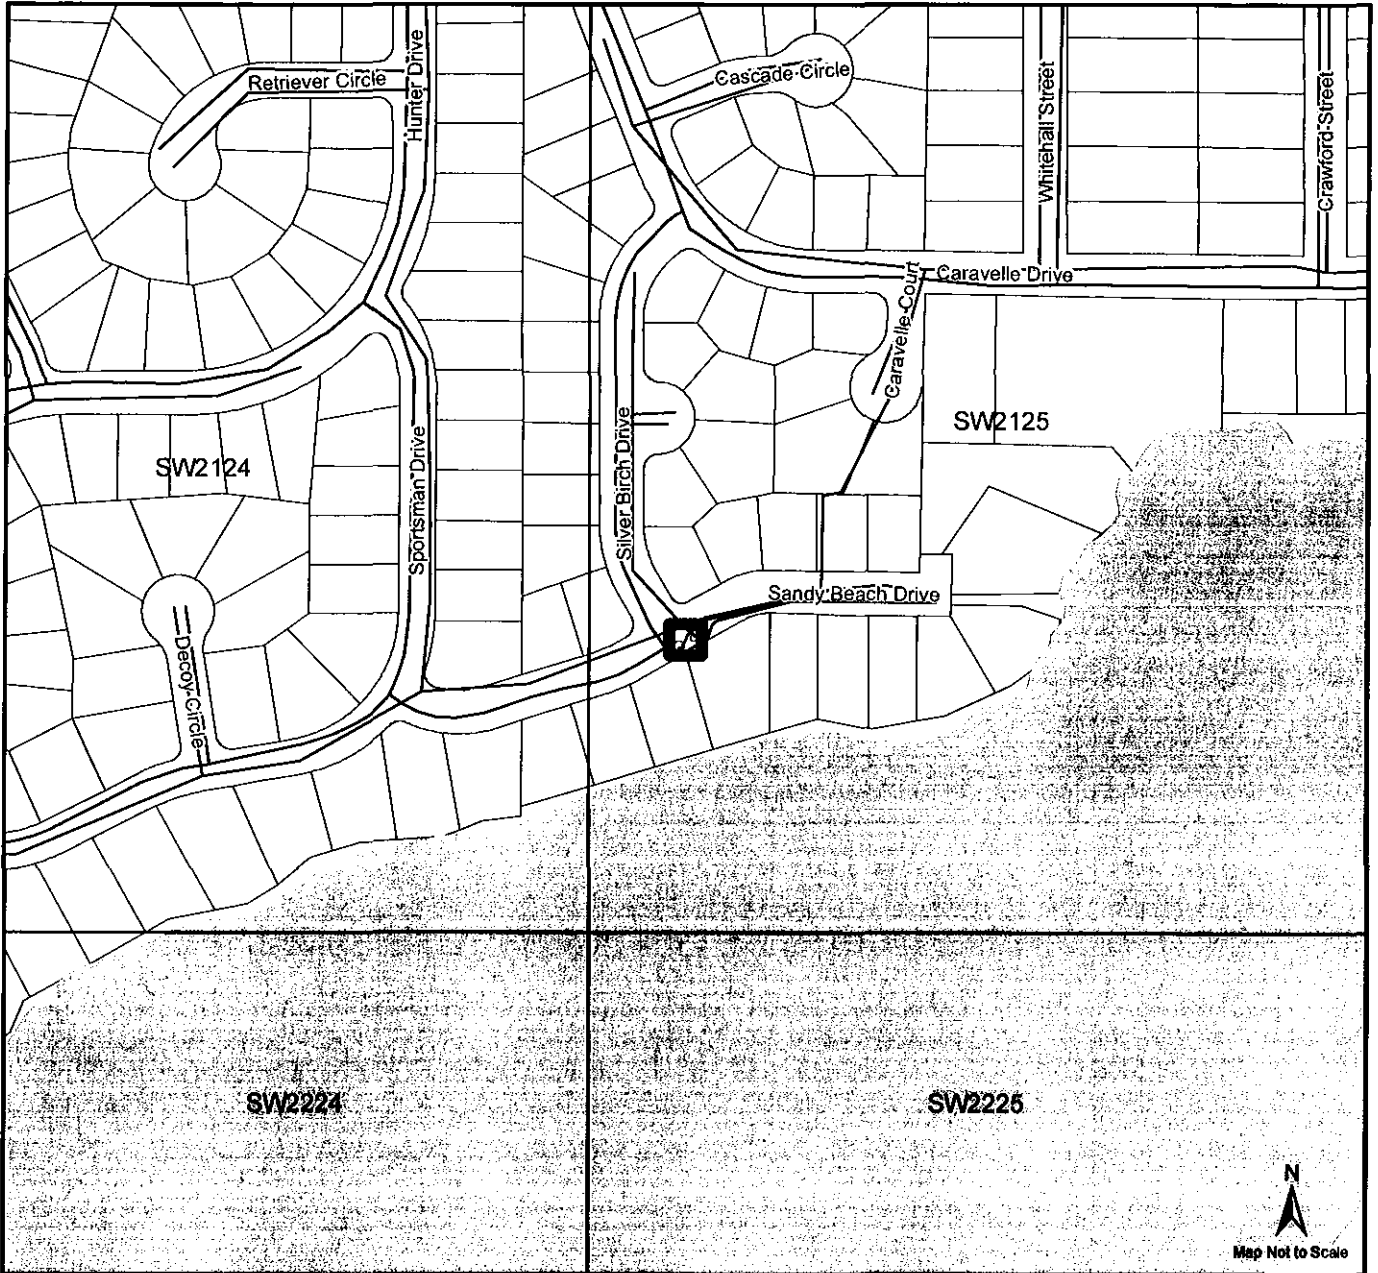 Retriever Circle
Hunter Drive
Cascade Circle
Whitehall Street
Crawford Street
Caravelle Drive
Caravelle Court
SW2125
SW2124
Sportsman Drive
Silver Birch Drive
Sandy Beach Drive
Decoy Circle
SW2224
SW2225
N
Map Not to Scale